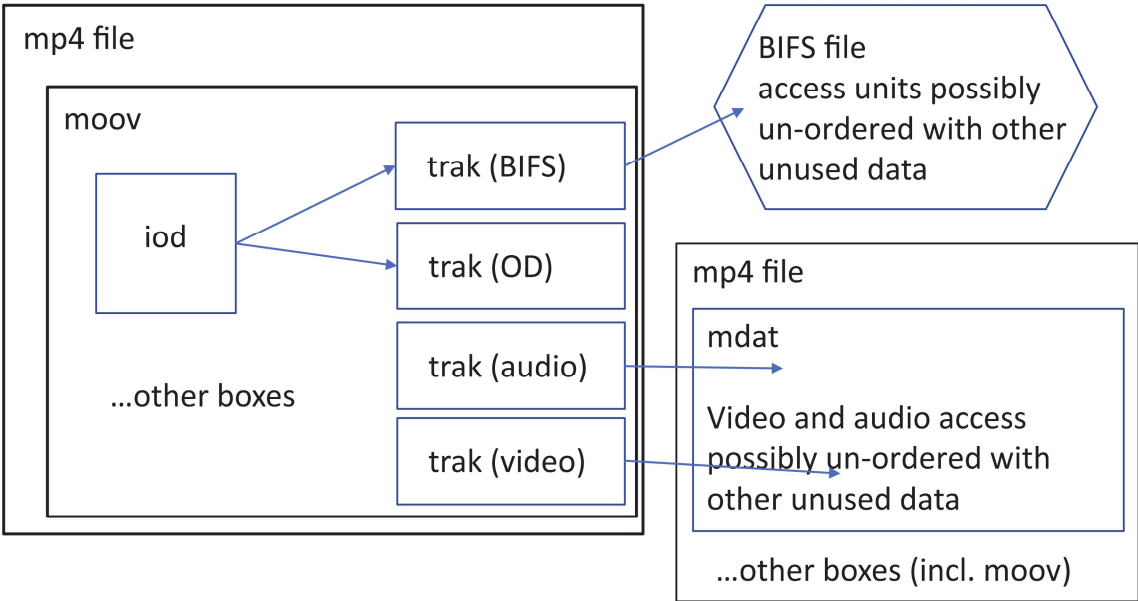 mp4 file
moov
iod
...other boxes
trak (BIFS)
trak (OD)
trak (audio)
trak (video)
BIFS file
access units possibly
un-ordered with other
unused data
mp4 file
mdat
Video and audio access
possibly un-ordered with
other unused data
...other boxes (incl. moov)